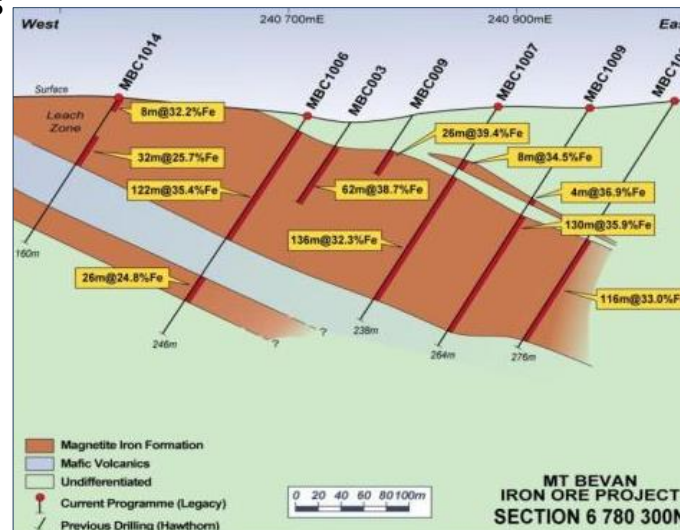 West
240 700mE
240 900mE
MBC1014
MBC1006
MBC003
MBC009
MBC1007
MBC1009
Surface
Leach
Zone
8m@32.2%Fe
26m@39.4%Fe
32m@25.7%Fe
8m@34.5%Fe
122m@35.4%Fe
62m@38.7%Fe
4m@36.9%Fe
130m@35.9%Fe
136m@32.3%Fe
160m
26m@24.8%Fe
116m@33.0%Fe
246m
?
238m
?
264m
276m
Magnetite Iron Formation
Mafic Volcanics
Undifferentiated
Current Programme (Legacy)
Previous Drilling (Hawthorn)
0 20 40 60 80 100m
MT BEVAN
IRON ORE PROJECT
SECTION 6 780 300N